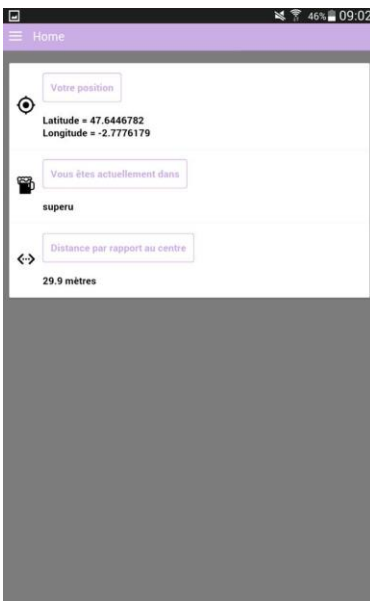 46% 09:02
Home
Votre position
Latitude = 47.6446782
Longitude = -2.7776179
Vous êtes actuellement dans
superu
Distance par rapport au centre
29.9 mètres